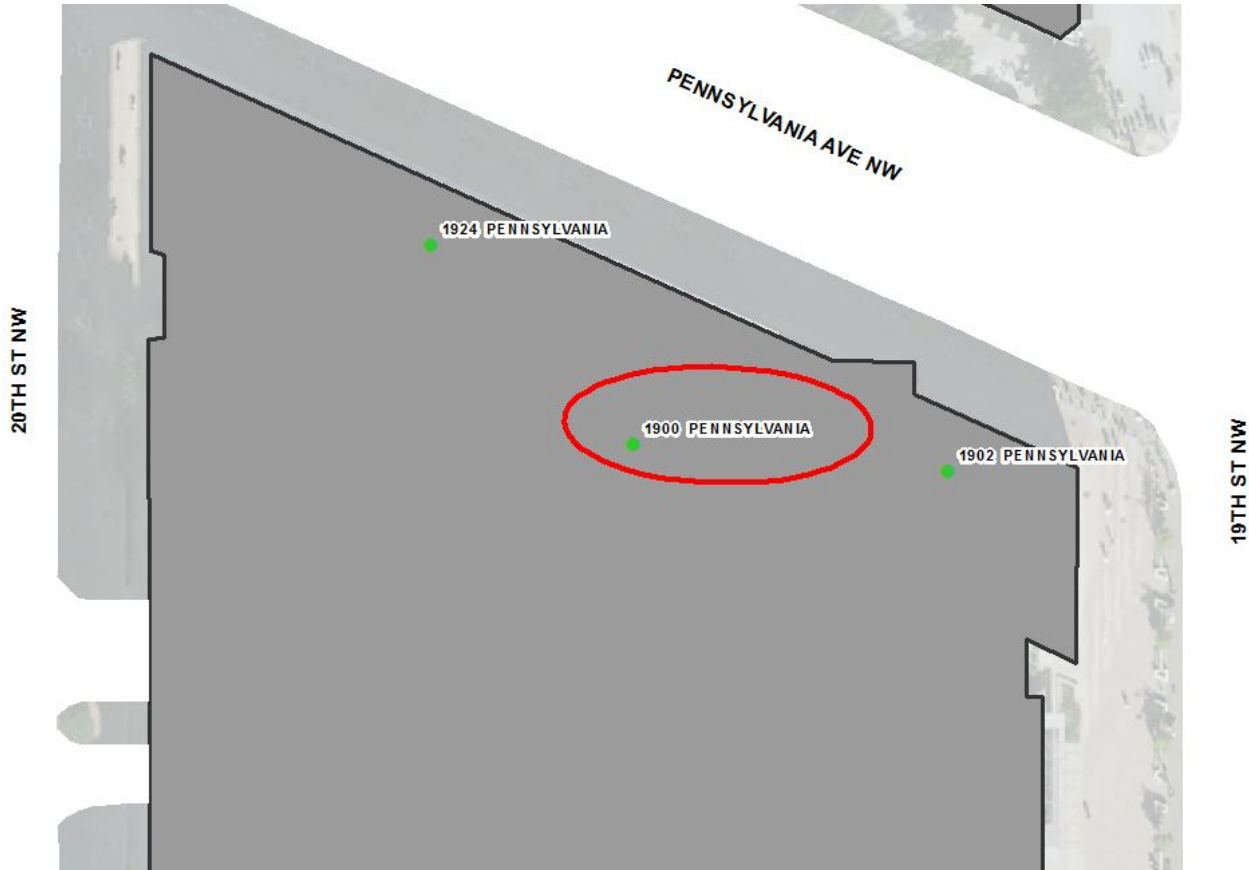 PENNSYLVANIA AVE NW
1924 PENNSYLVANIA
20TH ST NW
1900 PENNSYLVANIA
1902 PENNSYLVANIA
19TH ST NW